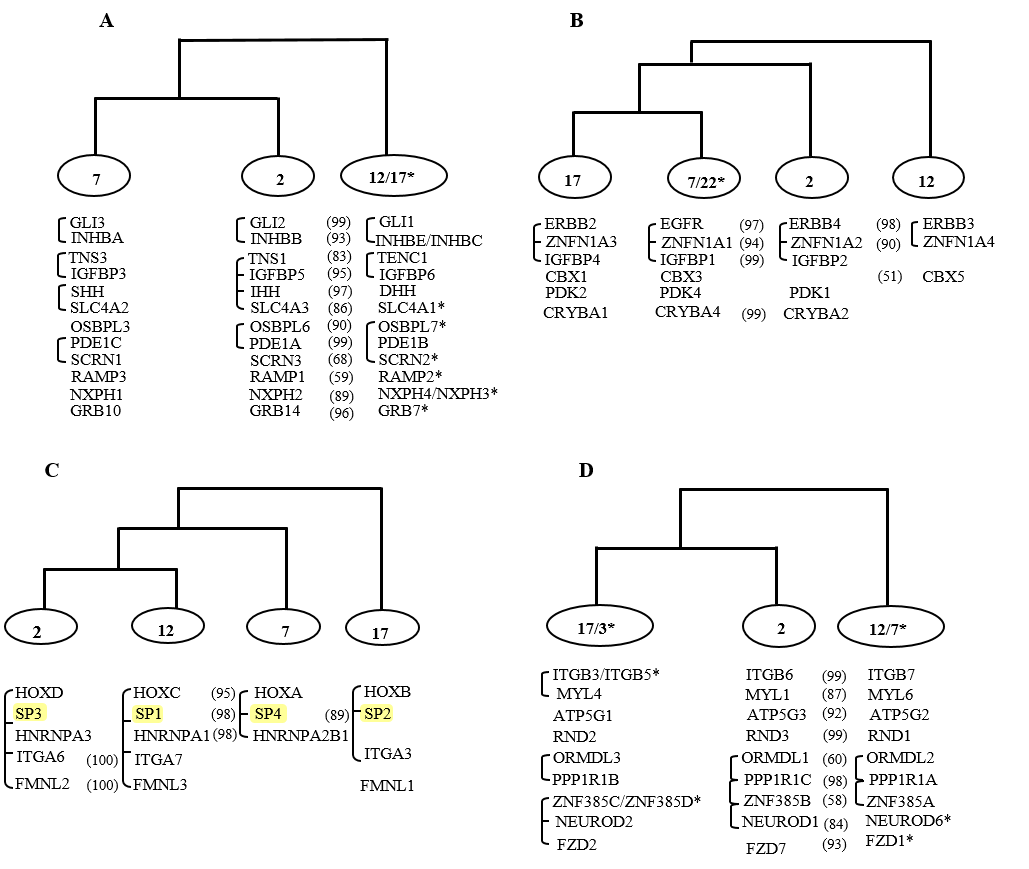 A
7 2 12/17*
GLI3 GLI2 (99) GLI1
INHBA INHBB (93) INHBE/INHBC
TNS3 TNS1 (83) TENC1
IGFBP3 IGFBP5 (95) IGFBP6
SHH IHH (97) DHH
SLC4A2 SLC4A3 (86) SLC4A1*
OSBPL3 OSBPL6 (90) OSBPL7*
PDE1C PDE1A (99) PDE1B
SCRN1 SCRN3 (68) SCRN2*
RAMP3 RAMP1 (59) RAMP2*
NXPH1 NXPH2 (89) NXPH4/NXPH3*
GRB10 GRB14 (96) GRB7*
B
17 7/22* 2 12
ERBB2 EGFR (97) ERBB4 (98) ERBB3
ZNFN1A3 ZNFN1A1 (94) ZNFN1A2 (90) ZNFN1A4
IGFBP4 IGFBP1 (99) IGFBP2
CBX1 CBX3 (51) CBX5
PDK2 PDK4 PDK1
CRYBA1 CRYBA4 (99) CRYBA2
C
2 12 7 17
HOXD HOXC (95) HOXA HOXB
SP3 SP1 (98) SP4 (89) SP2
HNRNPA3 HNRNPA1 (98) HNRNPA2B1
ITGA6 (100) ITGA7 ITGA3
FMNL2 (100) FMNL3 FMNL1
D
17/3* 2 12/7*
ITGB3/ITGB5* ITGB6 (99) ITGB7
MYL4 MYL1 (87) MYL6
ATP5G1 ATP5G3 (92) ATP5G2
RND2 RND3 (99) RND1
ORMDL3 ORMDL1 (60) ORMDL2
PPP1R1B PPP1R1C (98) PPP1R1A
ZNF385C/ZNF385D* ZNF385B (58) ZNF385A
NEUROD2 NEUROD1 (84) NEUROD6*
FZD2 FZD7 (93) FZD1*